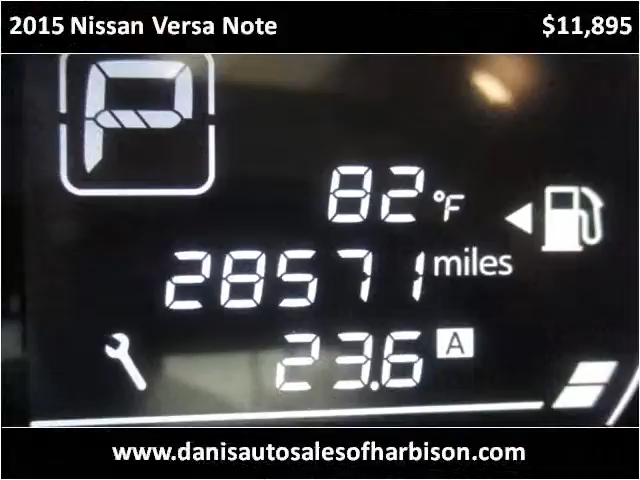 2015 Nissan Versa Note $11,895
P
82 °F
28571 miles
23.6 A
www.danisautosalesofharbison.com